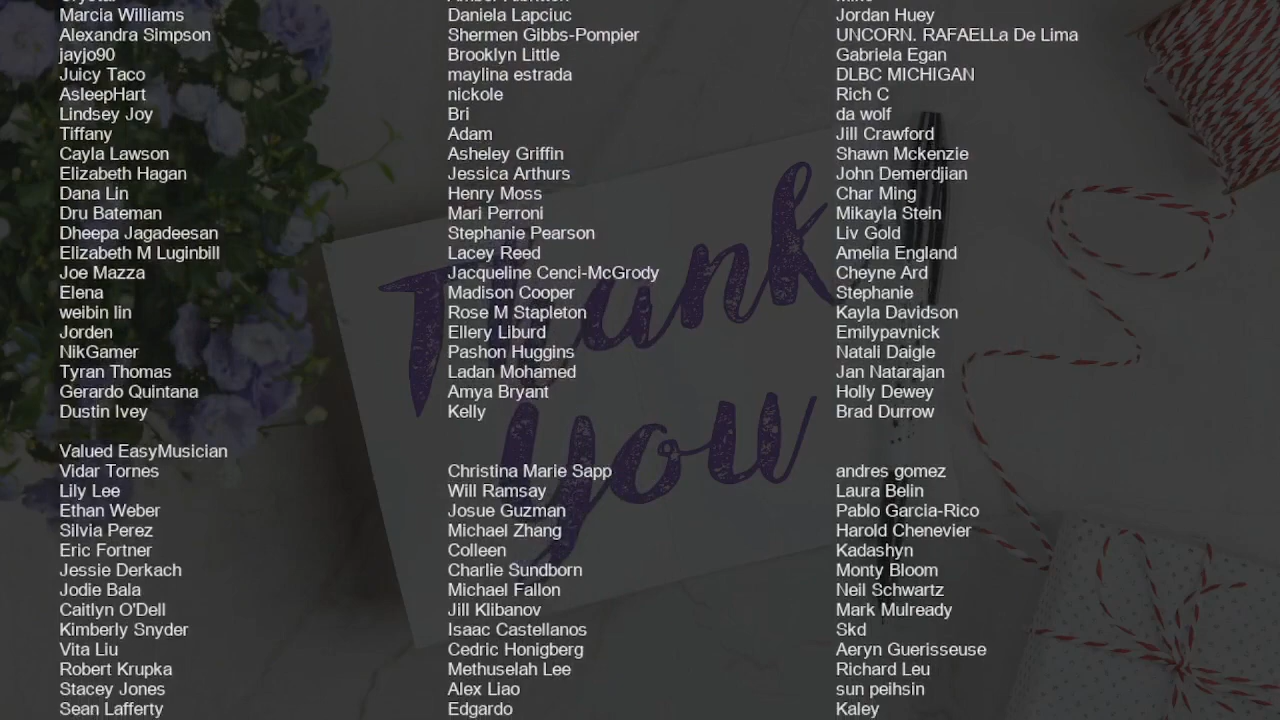 Marcia Williams
Alexandra Simpson
jayjo90
Juicy Taco
AsleepHart
Lindsey Joy
Tiffany
Cayla Lawson
Elizabeth Hagan
Dana Lin
Dru Bateman
Dheepa Jagadeesan
Elizabeth M Luginbill
Joe Mazza
Elena
weibin lin
Jorden
NikGamer
Tyran Thomas
Gerardo Quintana
Dustin Ivey
Daniela Lapciuc
Shermen Gibbs-Pompier
Brooklyn Little
maylina estrada
nickole
Bri
Adam
Asheley Griffin
Jessica Arthurs
Henry Moss
Mari Perroni
Stephanie Pearson
Lacey Reed
Jacqueline Cenci-McGrody
Madison Cooper
Rose M Stapleton
Ellery Liburd
Pashon Huggins
Ladan Mohamed
Amya Bryant
Kelly
Jordan Huey
UNCORN. RAFAELLa De Lima
Gabriela Egan
DLBC MICHIGAN
Rich C
da wolf
Jill Crawford
Shawn Mckenzie
John Demerdjian
Char Ming
Mikayla Stein
Liv Gold
Amelia England
Cheyne Ard
Stephanie
Kayla Davidson
Emilypavnick
Natali Daigle
Jan Natarajan
Holly Dewey
Brad Durrow
Valued EasyMusician
Vidar Tornes
Lily Lee
Ethan Weber
Silvia Perez
Eric Fortner
Jessie Derkach
Jodie Bala
Caitlyn O'Dell
Kimberly Snyder
Vita Liu
Robert Krupka
Stacey Jones
Sean Lafferty
Christina Marie Sapp
Will Ramsay
Josue Guzman
Michael Zhang
Colleen
Charlie Sundborn
Michael Fallon
Jill Klibanov
Isaac Castellanos
Cedric Honigberg
Methuselah Lee
Alex Liao
Edgardo
andres gomez
Laura Belin
Pablo Garcia-Rico
Harold Chenevier
Kadashyn
Monty Bloom
Neil Schwartz
Mark Mulready
Skd
Aeryn Guerisseuse
Richard Leu
sun peihsin
Kaley
Thank
you